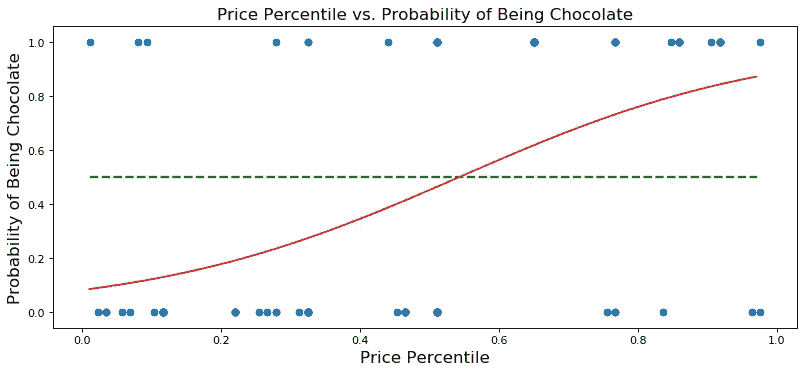 Price Percentile vs. Probability of Being Chocolate
Probability of Being Chocolate
1.0
0.8
0.6
0.4
0.2
0.0
0.0 0.2 0.4 0.6 0.8 1.0
Price Percentile